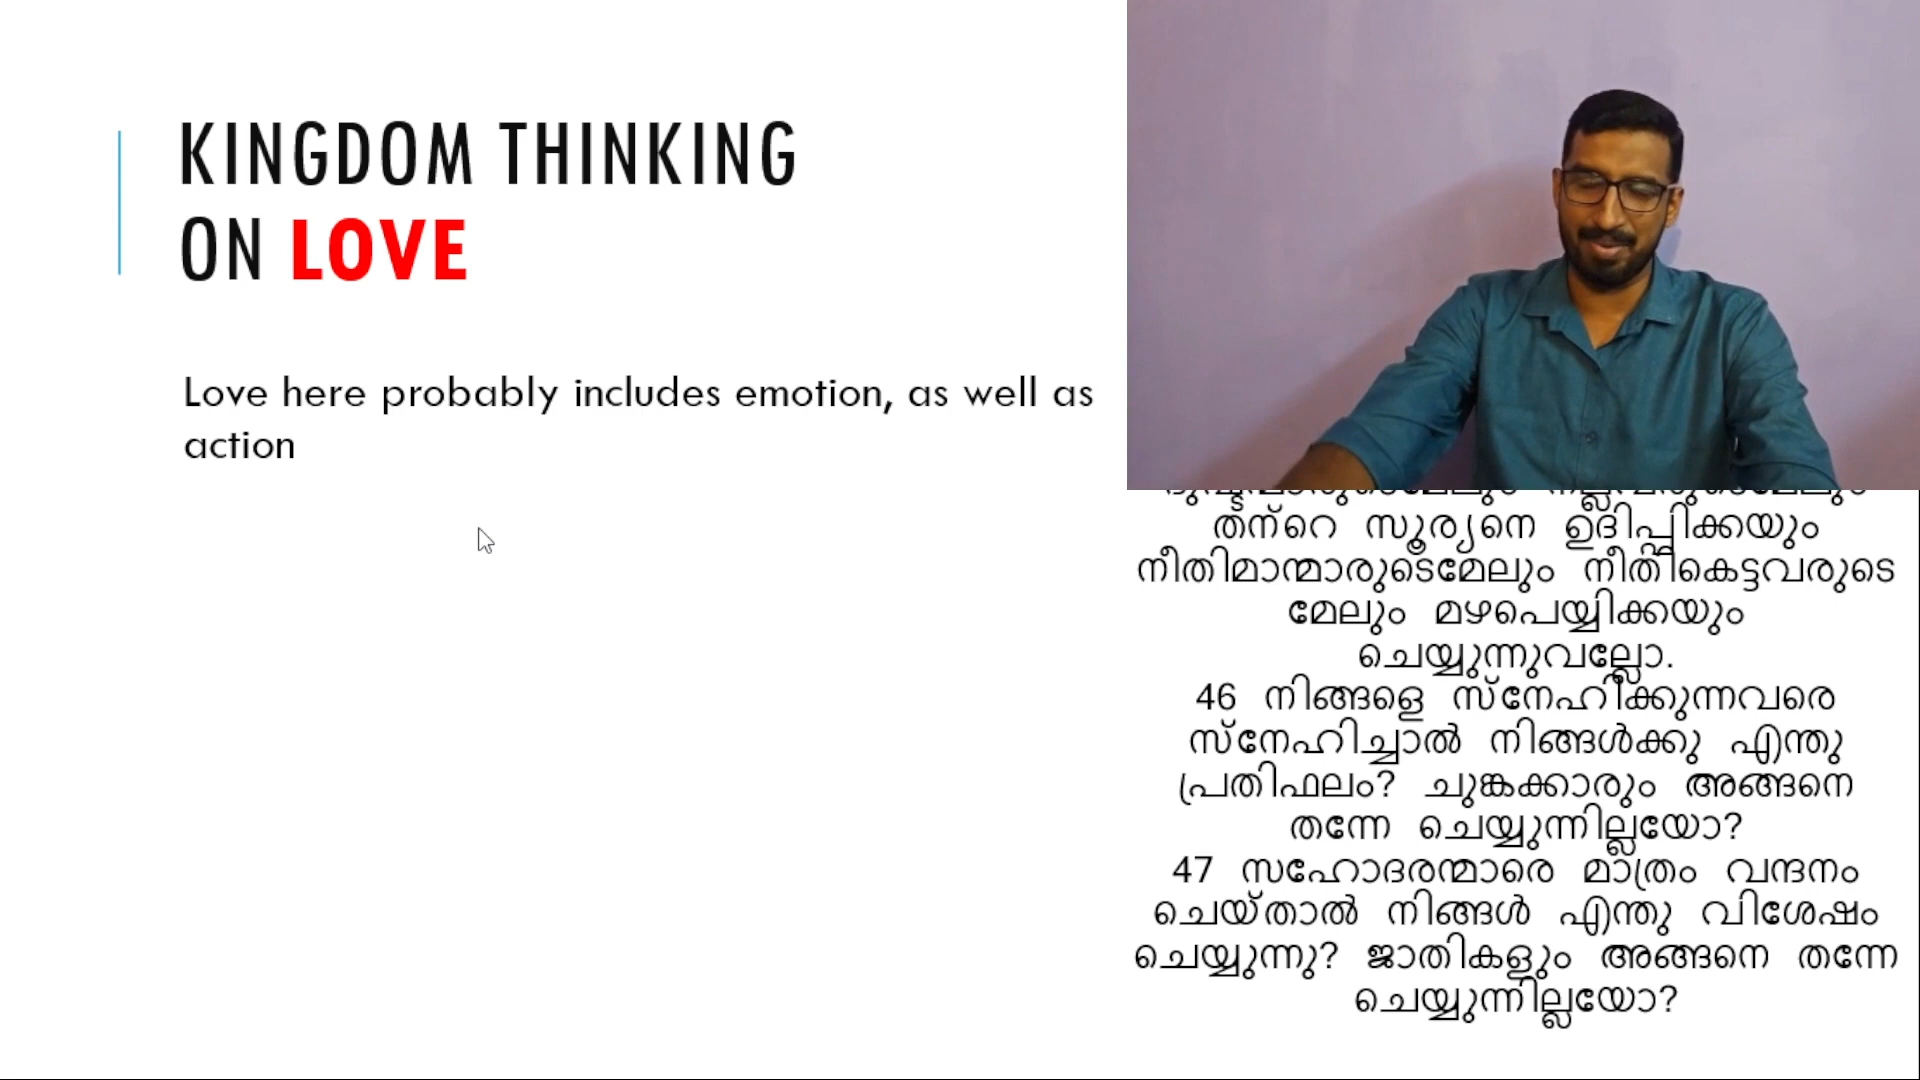 KINGDOM THINKING
ON LOVE
Love here probably includes emotion, as well as
action
തന്റെ സൂര്യനെ ഉദിപ്പിക്കയും
നീതിമാന്മാരുടെമേലും നീതികെട്ടവരുടെ
മേലും മഴപെയ്യിക്കയും
ചെയ്യുന്നുവല്ലോ.
46 നിങ്ങളെ സ്നേഹിക്കുന്നവരെ
സ്നേഹിച്ചാൽ നിങ്ങൾക്കു എന്തു
പ്രതിഫലം? ചുങ്കക്കാരും അങ്ങനെ
തന്നേ ചെയ്യുന്നില്ലയോ?
47 സഹോദരന്മാരെ മാത്രം വന്ദനം
ചെയ്താൽ നിങ്ങൾ എന്തു വിശേഷം
ചെയ്യുന്നു? ജാതികളും അങ്ങനെ തന്നേ
ചെയ്യുന്നില്ലയോ?